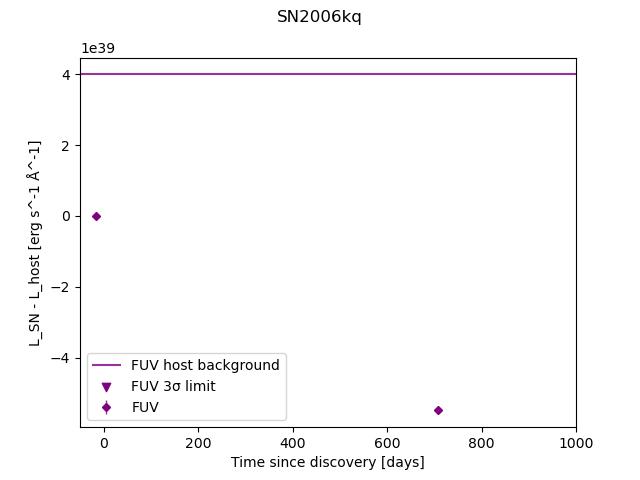 SN2006kq
1e39
4
2
0
−2
−4
L_SN - L_host [erg s^-1 Å^-1]
FUV host background
FUV 3σ limit
FUV
0 200 400 600 800 1000
Time since discovery [days]